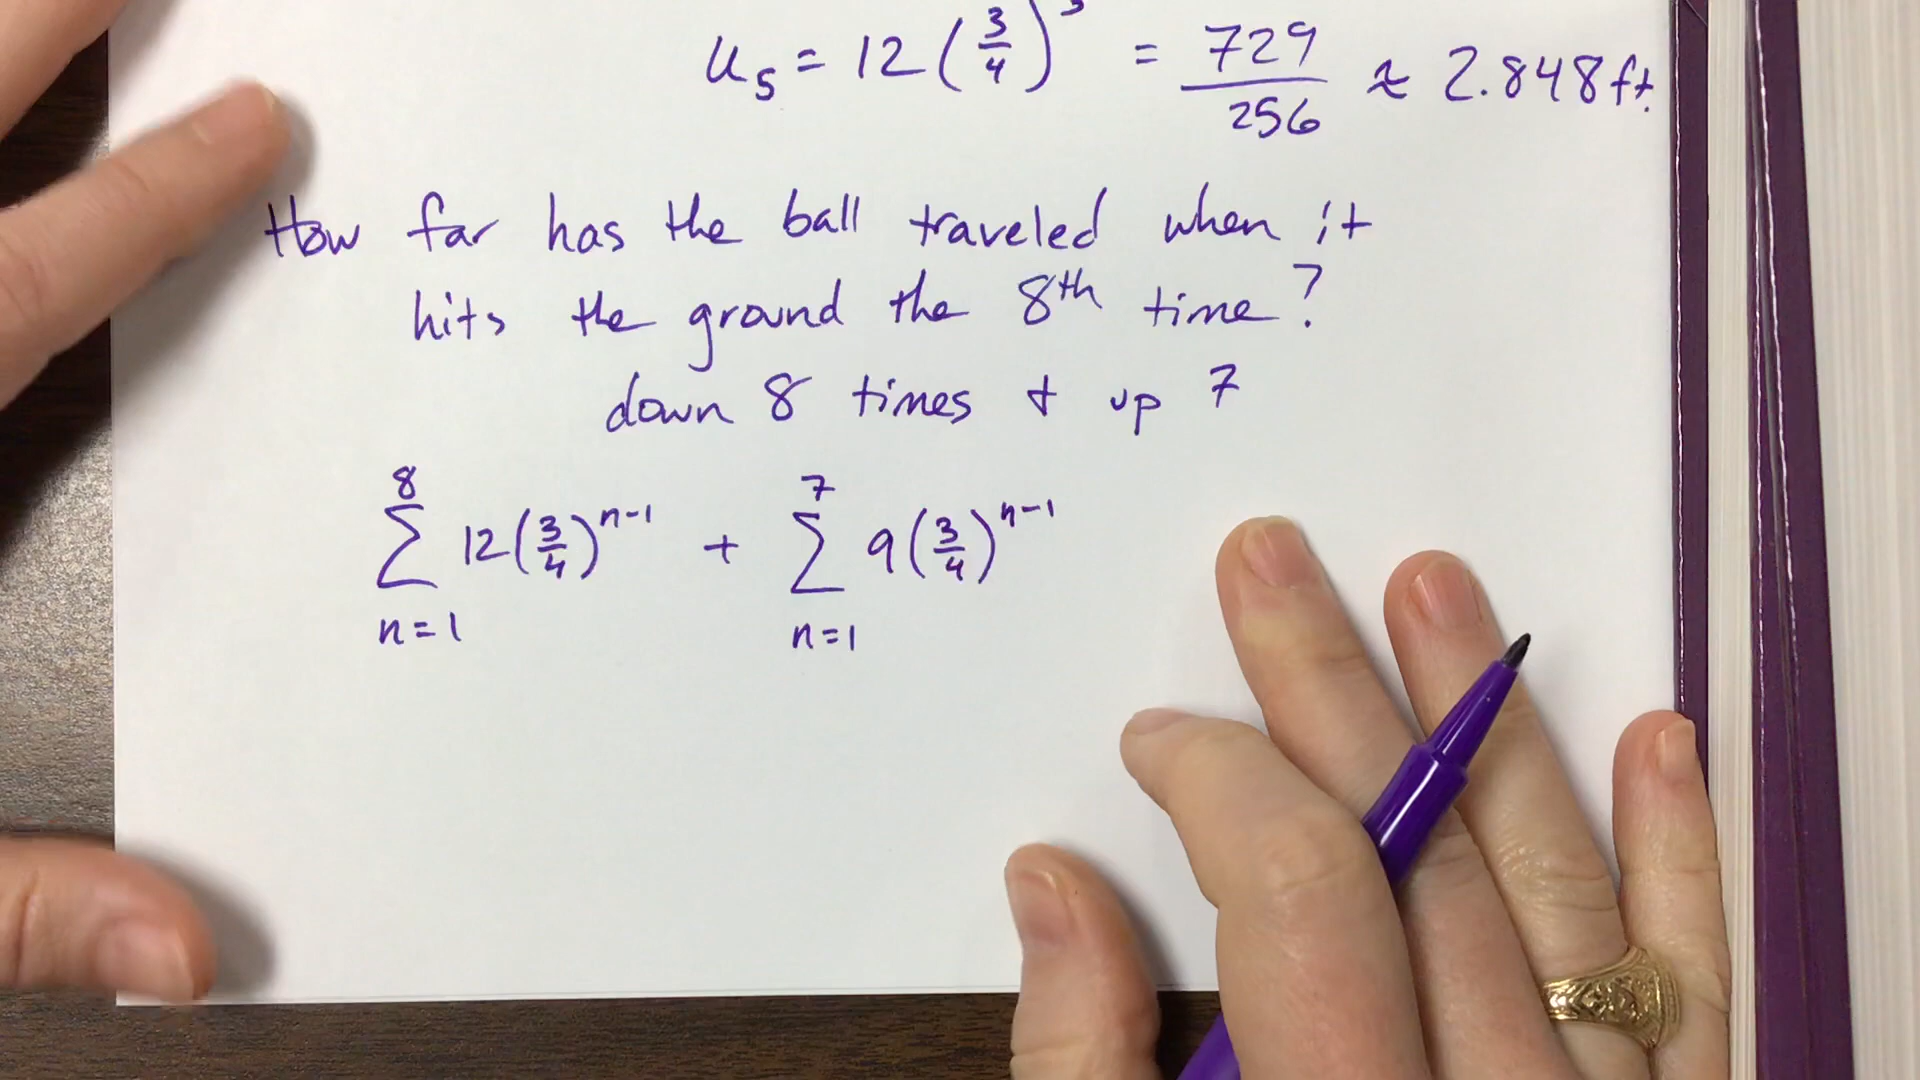 u₅ = 12(3/4)⁵ = 729/256 ≈ 2.848ft.
How far has the ball traveled when it
hits the ground the 8th time?
down 8 times + up 7
8 ∑ n=1 12(3/4)ⁿ⁻¹ + 7 ∑ n=1 9(3/4)ⁿ⁻¹